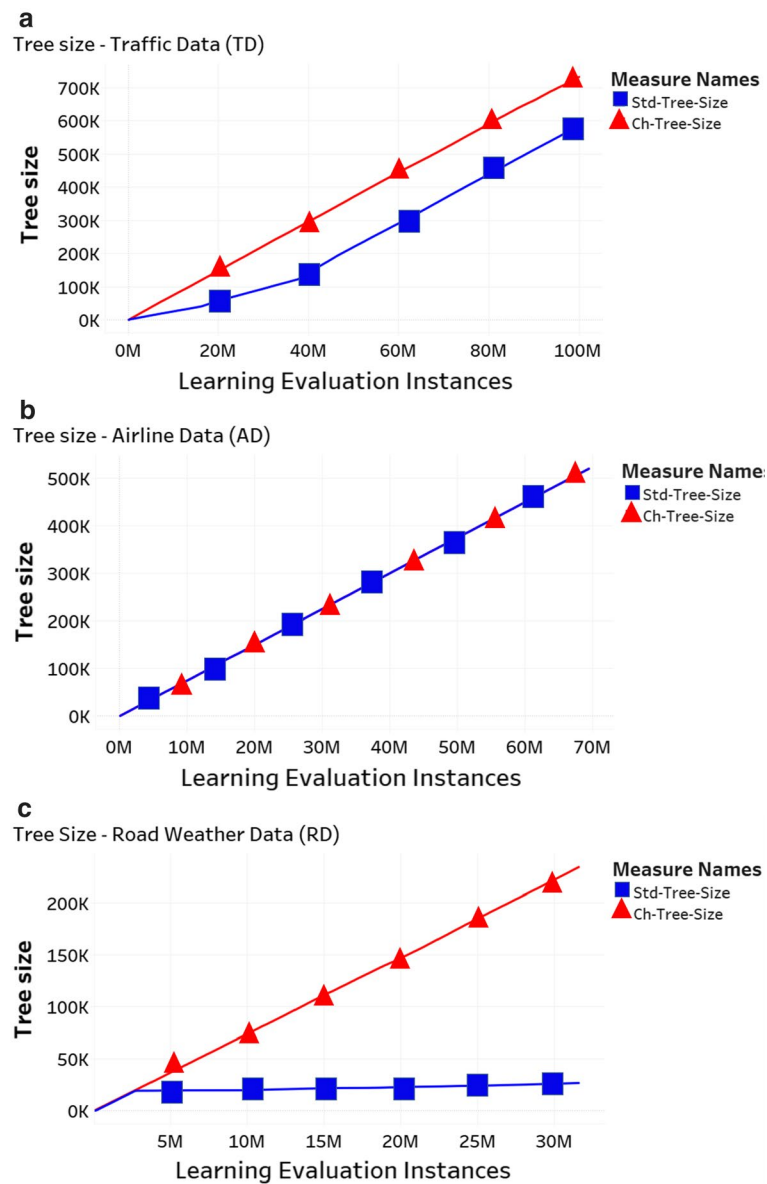 a
Tree size - Traffic Data (TD)
Measure Names
Std-Tree-Size
Ch-Tree-Size
Tree size
700K
600K
500K
400K
300K
200K
100K
0K
0M 20M 40M 60M 80M 100M
Learning Evaluation Instances
b
Tree size - Airline Data (AD)
Measure Names
Std-Tree-Size
Ch-Tree-Size
Tree size
500K
400K
300K
200K
100K
0K
0M 10M 20M 30M 40M 50M 60M 70M
Learning Evaluation Instances
c
Tree Size - Road Weather Data (RD)
Measure Names
Std-Tree-Size
Ch-Tree-Size
Tree size
200K
150K
100K
50K
0K
5M 10M 15M 20M 25M 30M
Learning Evaluation Instances